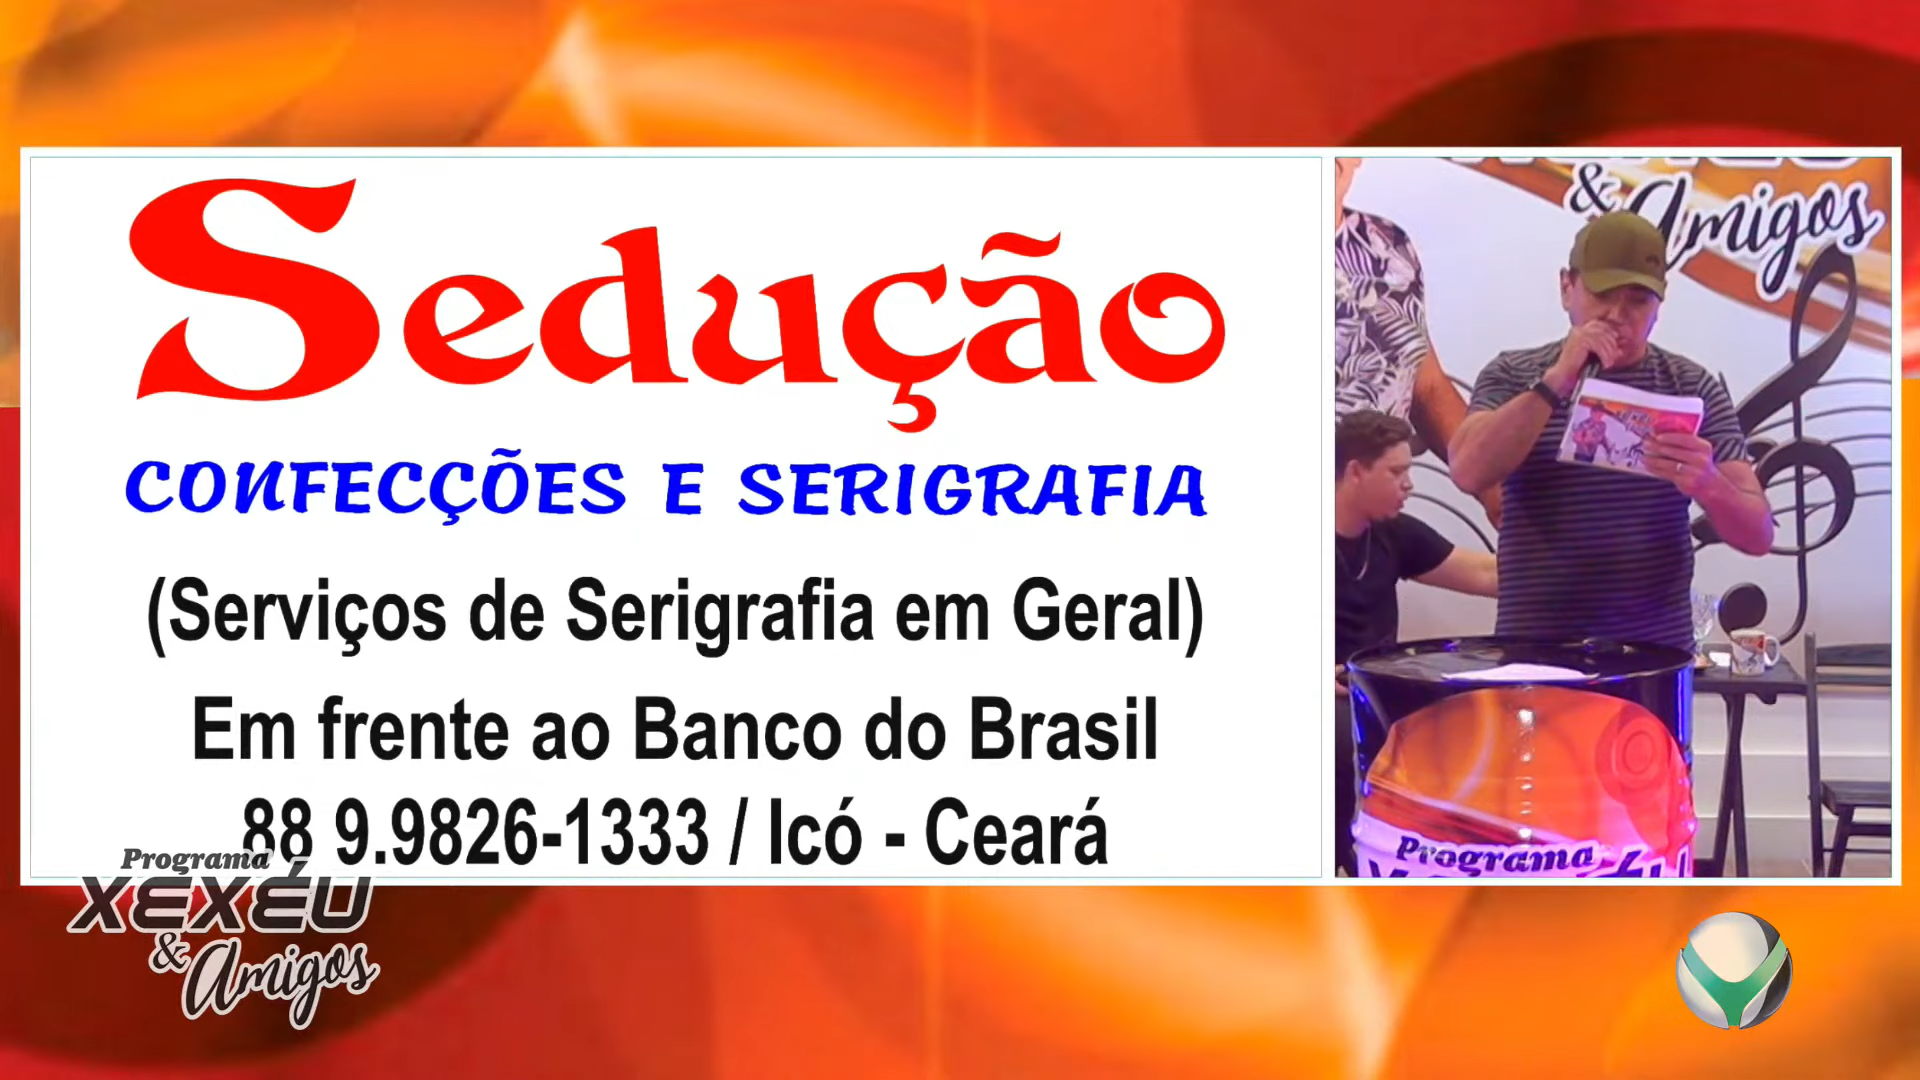 Sedução
CONFECÇÕES E SERIGRAFIA
(Serviços de Serigrafia em Geral)
Em frente ao Banco do Brasil
88 9.9826-1333 / Icó - Ceará
Programa
XEXÉU
& Amigos
& Amigos
Programa